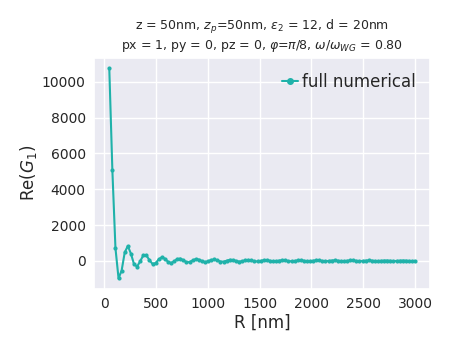 z = 50nm, z_p=50nm, ε_2 = 12, d = 20nm
px = 1, py = 0, pz = 0, φ=π/8, ω/ω_WG = 0.80
full numerical
10000
8000
6000
4000
2000
0
Re(G_1)
0 500 1000 1500 2000 2500 3000
R [nm]